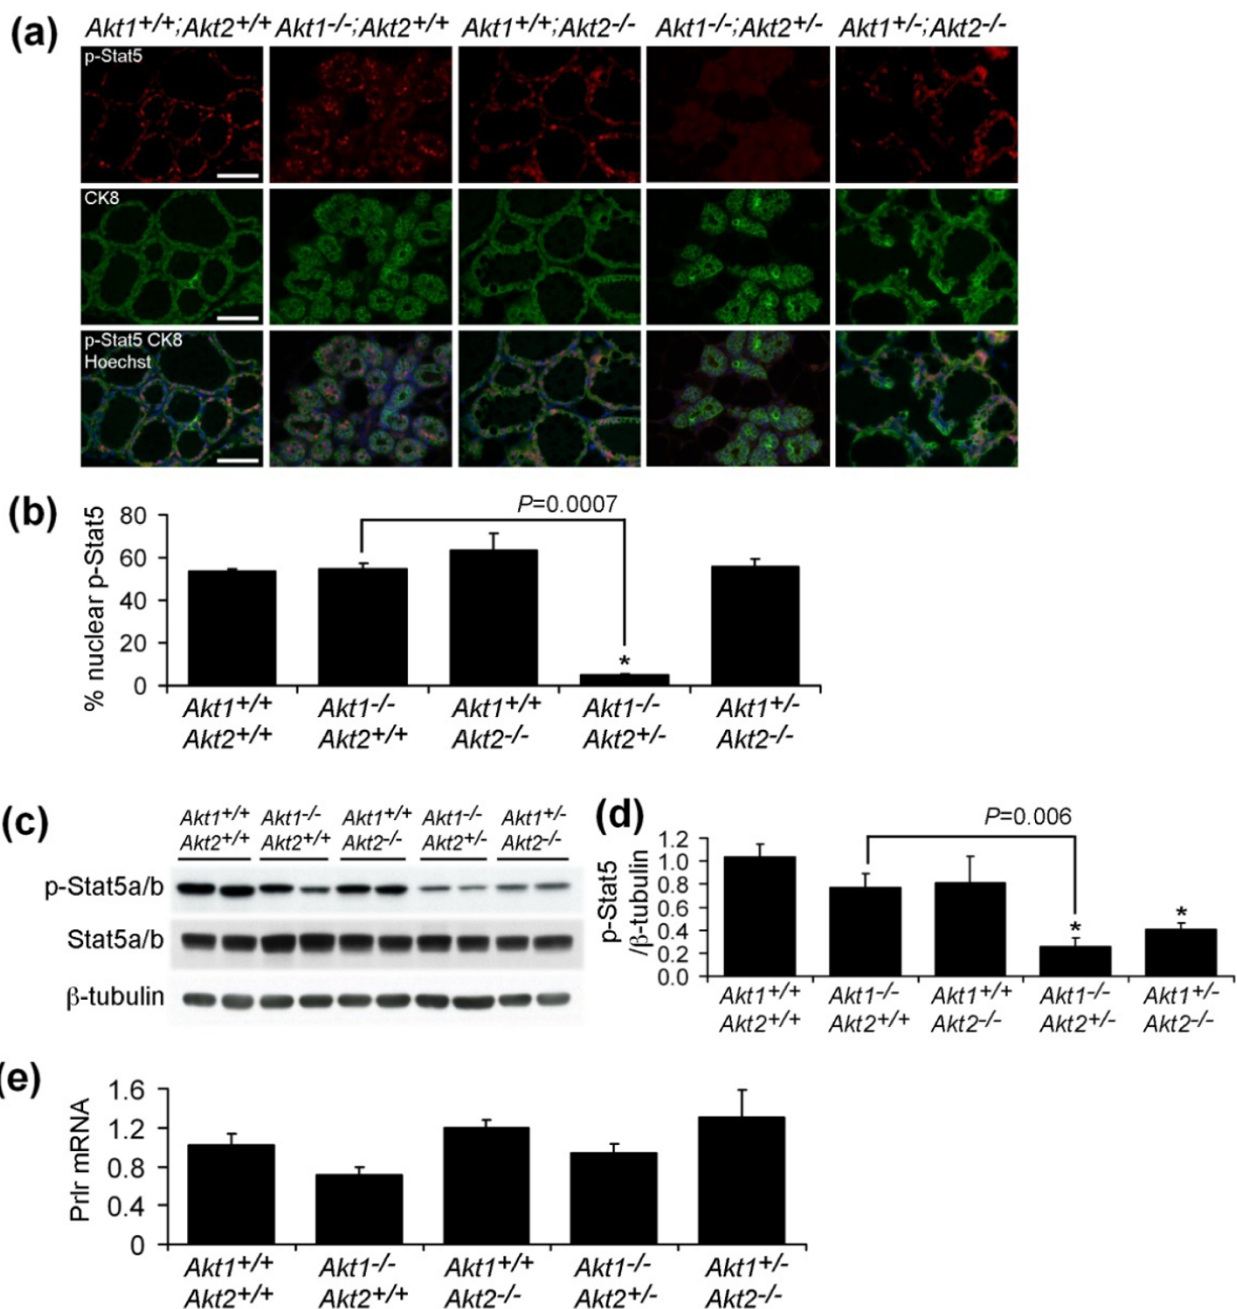 (a)
Akt1+/+;Akt2+/+ Akt1-/-;Akt2+/+ Akt1+/+;Akt2-/- Akt1-/-;Akt2+/- Akt1+/-;Akt2-/-
p-Stat5
CK8
p-Stat5 CK8
Hoechst
(b)
% nuclear p-Stat5
80
60
40
20
0
P=0.0007
*
Akt1+/+ Akt1-/- Akt1+/+ Akt1-/- Akt1+/-
Akt2+/+ Akt2+/+ Akt2-/- Akt2+/- Akt2-/-
(c)
Akt1+/+ Akt1-/- Akt1+/+ Akt1-/- Akt1+/-
Akt2+/+ Akt2+/+ Akt2-/- Akt2+/- Akt2-/-
p-Stat5a/b
Stat5a/b
β-tubulin
(d)
p-Stat5
/β-tubulin
1.2
1.0
0.8
0.6
0.4
0.2
0.0
P=0.006
*
*
Akt1+/+ Akt1-/- Akt1+/+ Akt1-/- Akt1+/-
Akt2+/+ Akt2+/+ Akt2-/- Akt2+/- Akt2-/-
(e)
Prlr mRNA
1.6
1.2
0.8
0.4
0
Akt1+/+ Akt1-/- Akt1+/+ Akt1-/- Akt1+/-
Akt2+/+ Akt2+/+ Akt2-/- Akt2+/- Akt2-/-